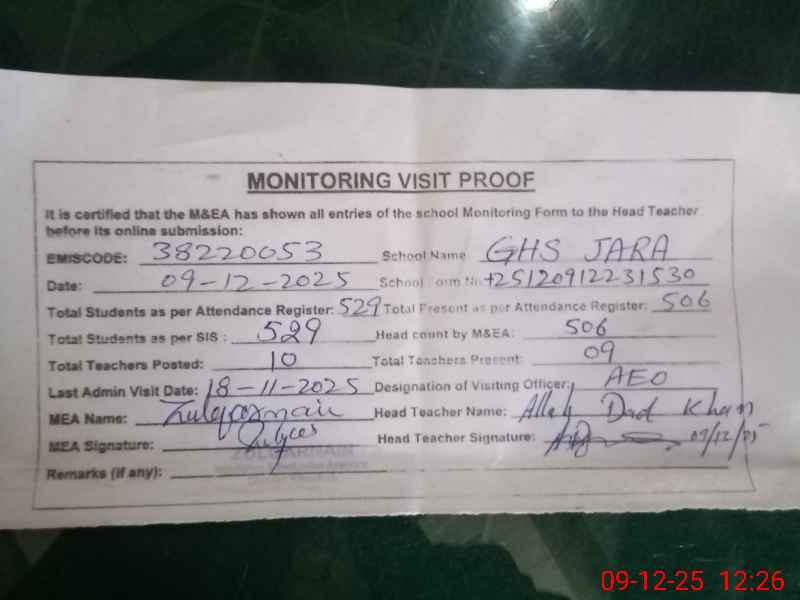 MONITORING VISIT PROOF
It is certified that the M&EA has shown all entries of the school Monitoring Form to the Head Teacher
before its online submission:
EMISCODE: 38220053 School Name GHS JARA
Date: 09-12-2025 School Form No +25120912231530
Total Students as per Attendance Register: 529 Total Present as per Attendance Register: 506
Total Students as per SIS : 529 Head count by M&EA: 506
Total Teachers Posted: 10 Total Teachers Present: 09
Last Admin Visit Date: 18-11-2025 Designation of Visiting Officer: AEO
MEA Name: Zulqarnain Head Teacher Name: Allah Dad Khan
MEA Signature: Head Teacher Signature: 09/12/25
ZULQARNAIN
Remarks (if any):
09-12-25 12:26